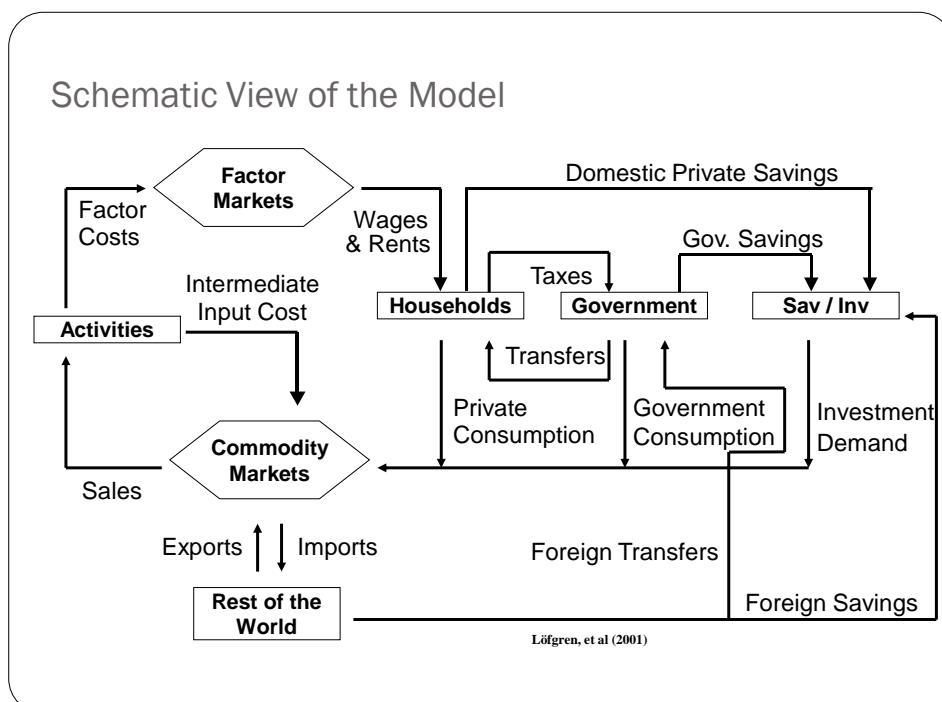 Schematic View of the Model
Factor
Markets
Domestic Private Savings
Factor
Costs
Wages
& Rents
Gov. Savings
Taxes
Intermediate
Input Cost
Households
Government
Sav / Inv
Activities
Transfers
Private
Consumption
Government
Consumption
Investment
Demand
Commodity
Markets
Sales
Exports
Imports
Foreign Transfers
Rest of the
World
Foreign Savings
Löfgren, et al (2001)